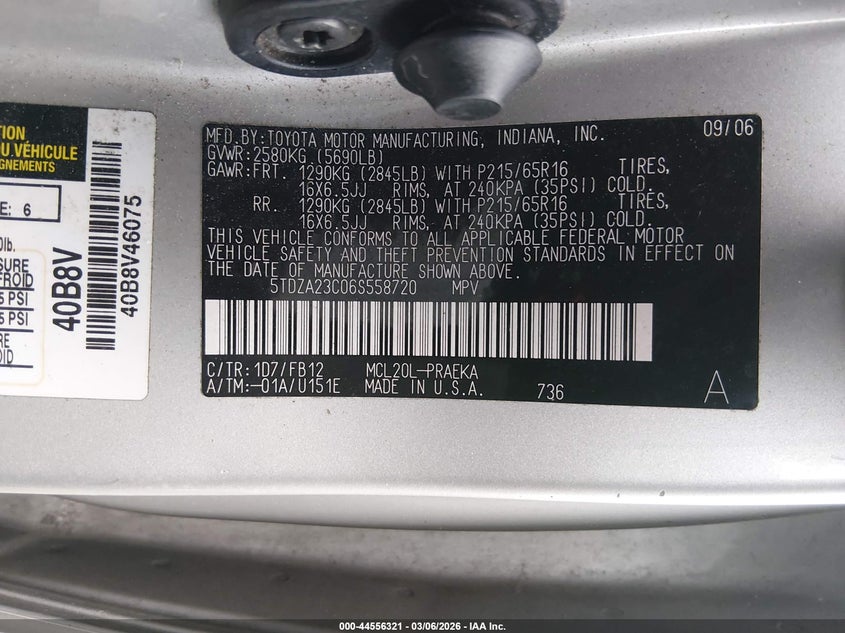 TION
OU VÉHICULE
GNEMENTS
E: 6
0lb.
SURE
FROID
5 PSI
5 PSI
RE
OID
40B8V
40B8V46075
MFD.BY:TOYOTA MOTOR MANUFACTURING, INDIANA, INC. 09/06
GVWR:2580KG (5690LB)
GAWR:FRT. 1290KG (2845LB) WITH P215/65R16 TIRES,
16X6.5JJ RIMS, AT 240KPA (35PSI) COLD.
RR. 1290KG (2845LB) WITH P215/65R16 TIRES,
16X6.5JJ RIMS, AT 240KPA (35PSI) COLD.
THIS VEHICLE CONFORMS TO ALL APPLICABLE FEDERAL MOTOR
VEHICLE SAFETY AND THEFT PREVENTION STANDARDS IN EFFECT ON
THE DATE OF MANUFACTURE SHOWN ABOVE.
5TDZA23C06S558720 MPV
C/TR:1D7/FB12 MCL20L-PRAEKA
A/TM:-01A/U151E MADE IN U.S.A. 736 A
000-44556321 | 03/06/2026 – IAA Inc.